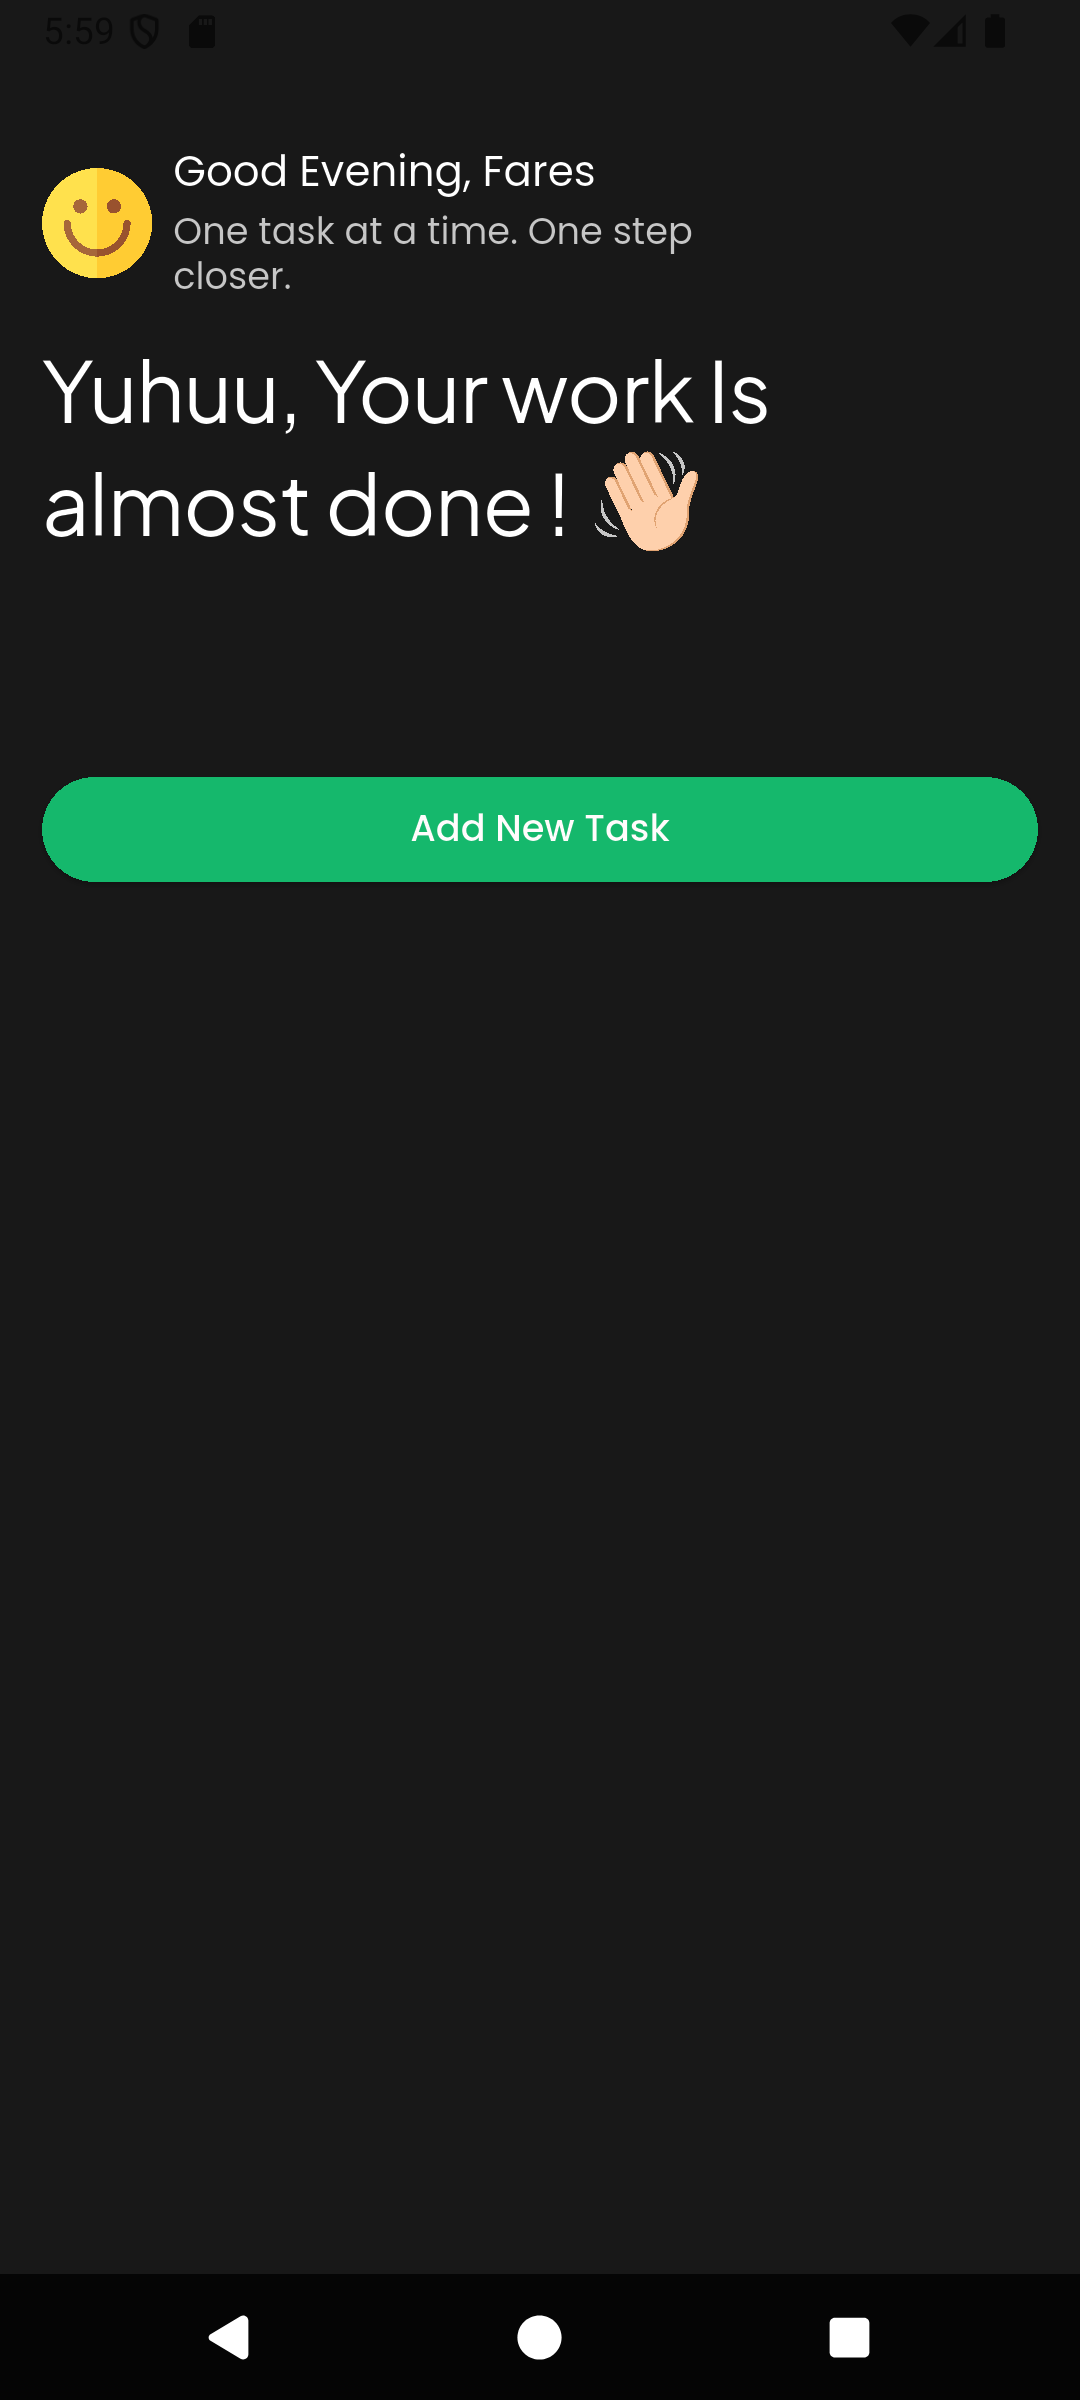 5:59
Good Evening, Fares
One task at a time. One step
closer.
Yuhuu, Your work Is
almost done ! 👋🏻
Add New Task